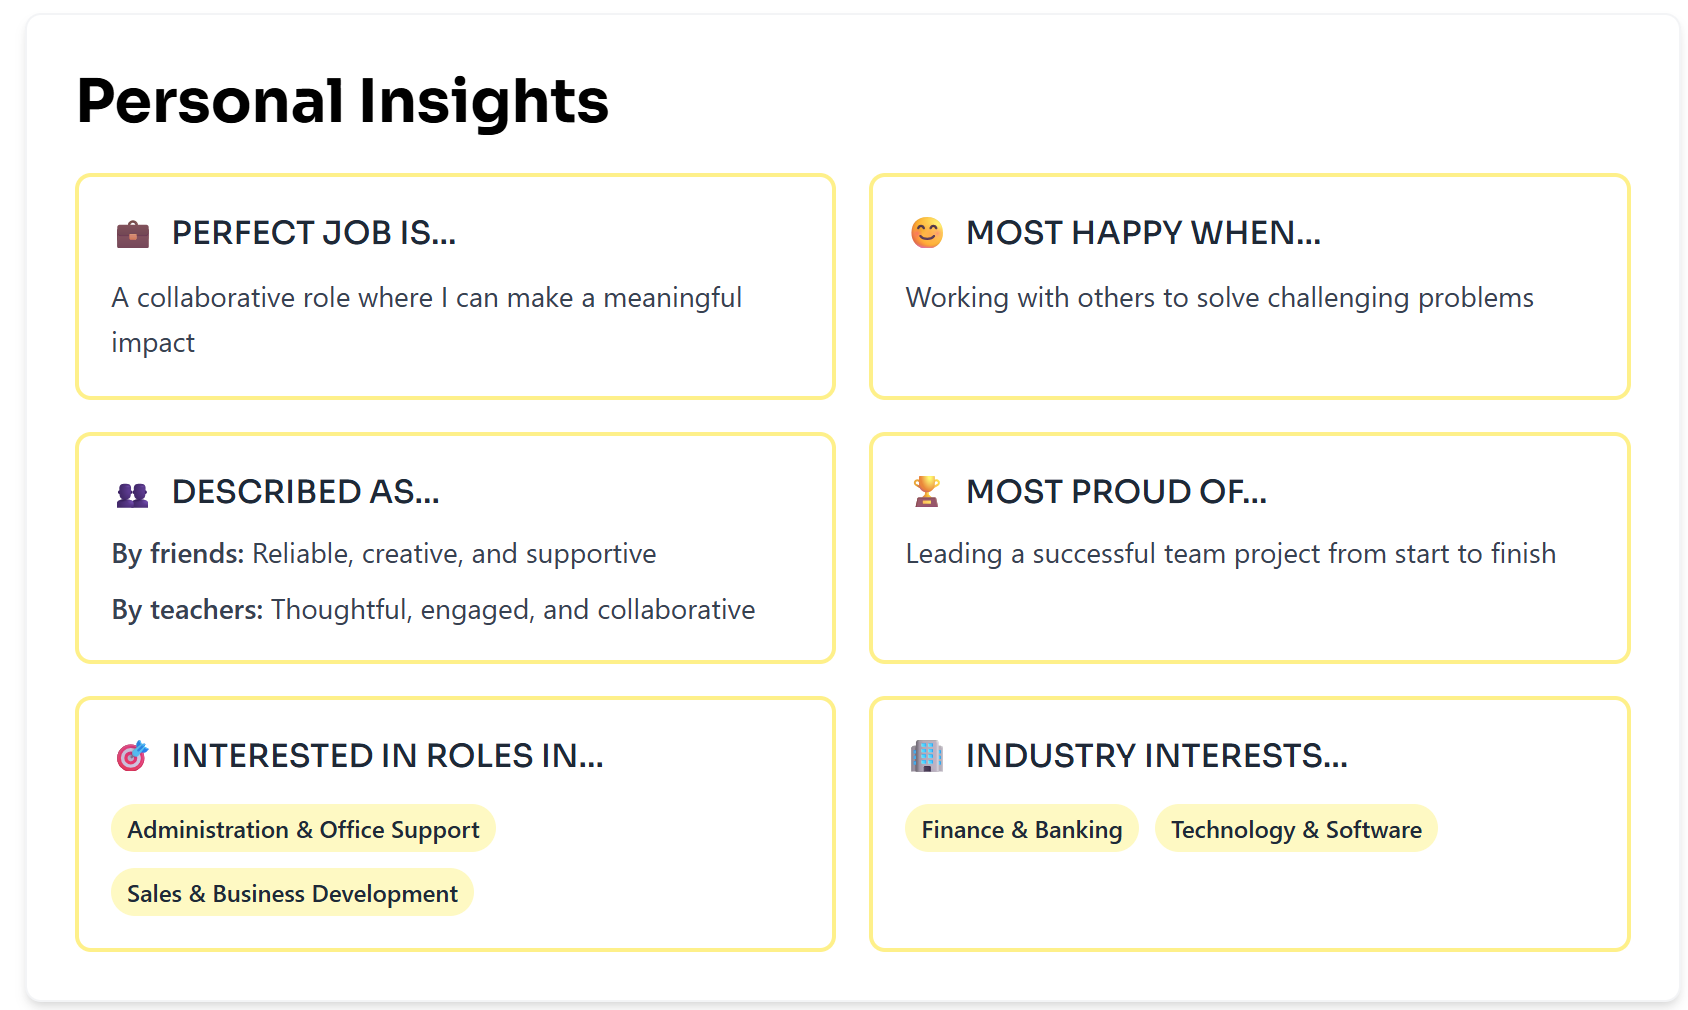 Personal Insights
PERFECT JOB IS...
A collaborative role where I can make a meaningful
impact
MOST HAPPY WHEN...
Working with others to solve challenging problems
DESCRIBED AS...
By friends: Reliable, creative, and supportive
By teachers: Thoughtful, engaged, and collaborative
MOST PROUD OF...
Leading a successful team project from start to finish
INTERESTED IN ROLES IN...
Administration & Office Support
Sales & Business Development
INDUSTRY INTERESTS...
Finance & Banking
Technology & Software